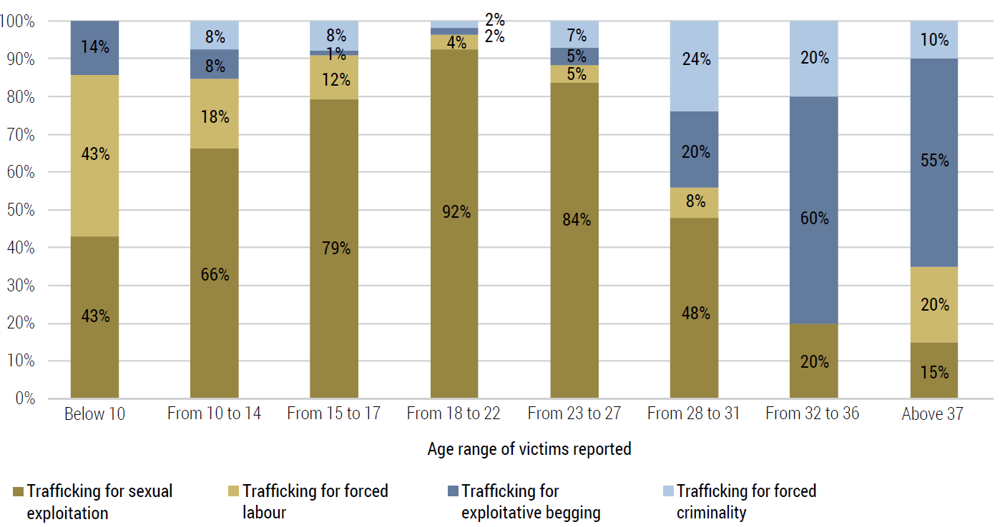 100%
90%
80%
70%
60%
50%
40%
30%
20%
10%
0%
14%
43%
43%
8%
8%
18%
66%
8%
1%
12%
79%
2%
2%
4%
92%
7%
5%
5%
84%
24%
20%
8%
48%
20%
60%
20%
10%
55%
20%
15%
Below 10
From 10 to 14
From 15 to 17
From 18 to 22
From 23 to 27
From 28 to 31
From 32 to 36
Above 37
Age range of victims reported
Trafficking for sexual
exploitation
Trafficking for forced
labour
Trafficking for
exploitative begging
Trafficking for forced
criminality